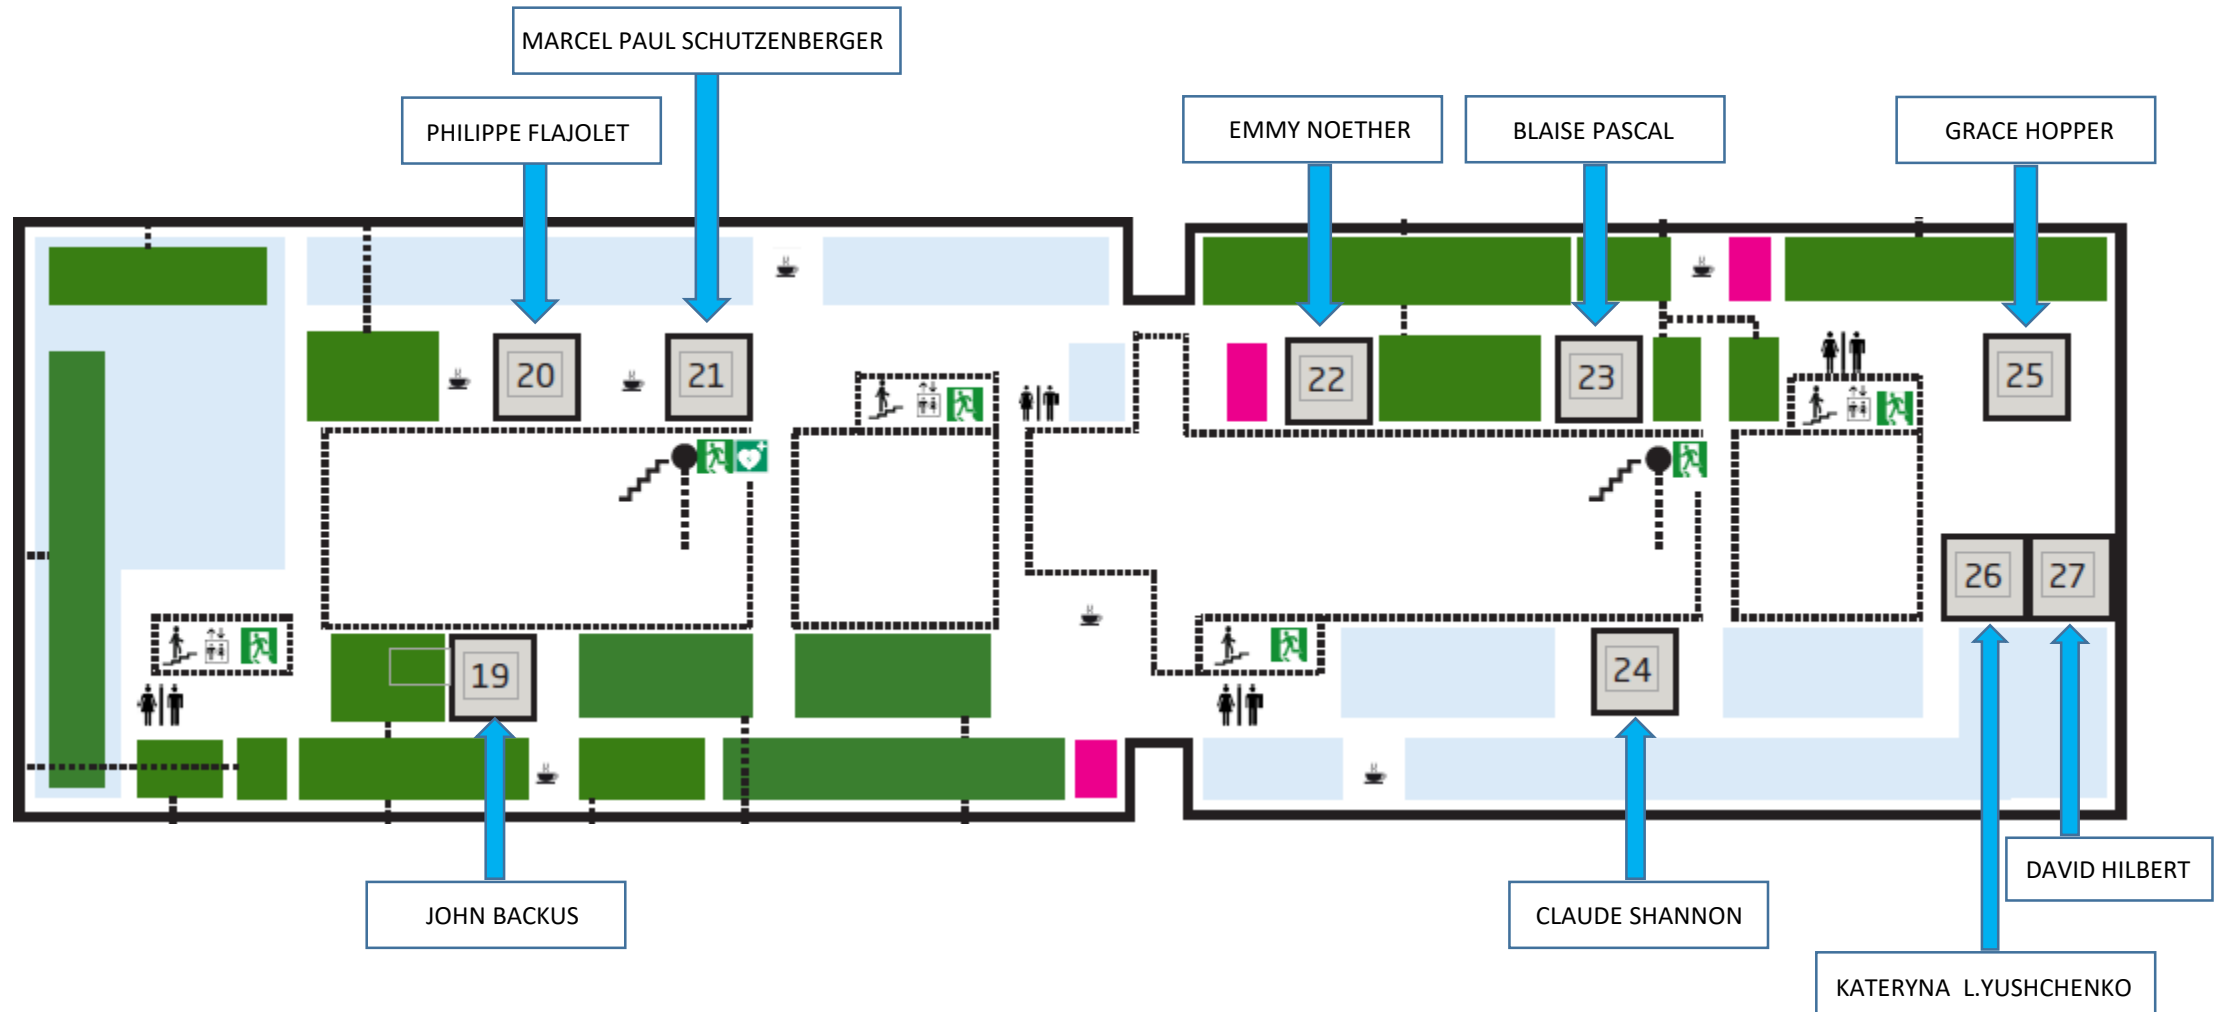 MARCEL PAUL SCHUTZENBERGER
PHILIPPE FLAJOLET
EMMY NOETHER
BLAISE PASCAL
GRACE HOPPER
20
21
22
23
25
26
27
19
24
DAVID HILBERT
JOHN BACKUS
CLAUDE SHANNON
KATERYNA  L.YUSHCHENKO